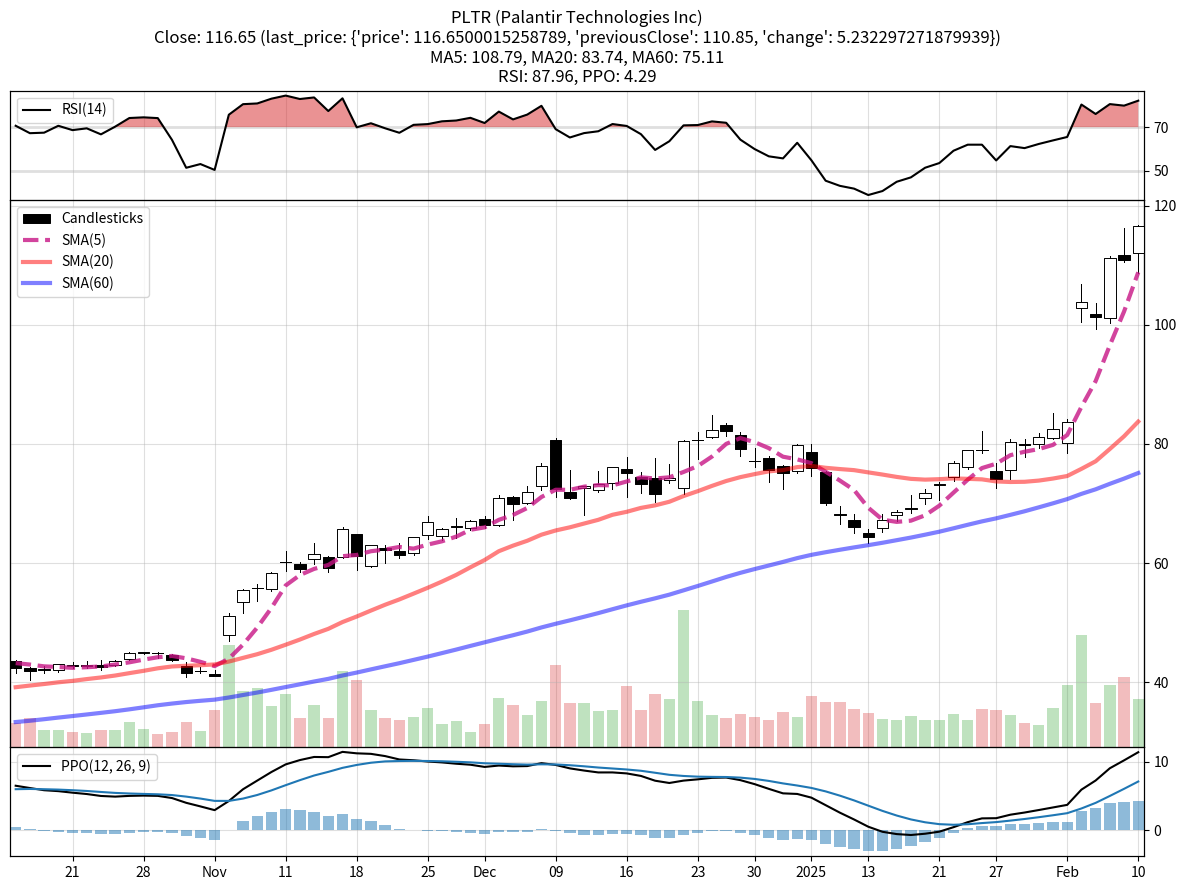 PLTR (Palantir Technologies Inc)
Close: 116.65 (last_price: {'price': 116.6500015258789, 'previousClose': 110.85, 'change': 5.232297271879939})
MA5: 108.79, MA20: 83.74, MA60: 75.11
RSI: 87.96, PPO: 4.29
RSI(14)
70
50
Candlesticks
SMA(5)
SMA(20)
SMA(60)
120
100
80
60
40
PPO(12, 26, 9)
10
0
21 28 Nov 11 18 25 Dec 09 16 23 30 2025 13 21 27 Feb 10